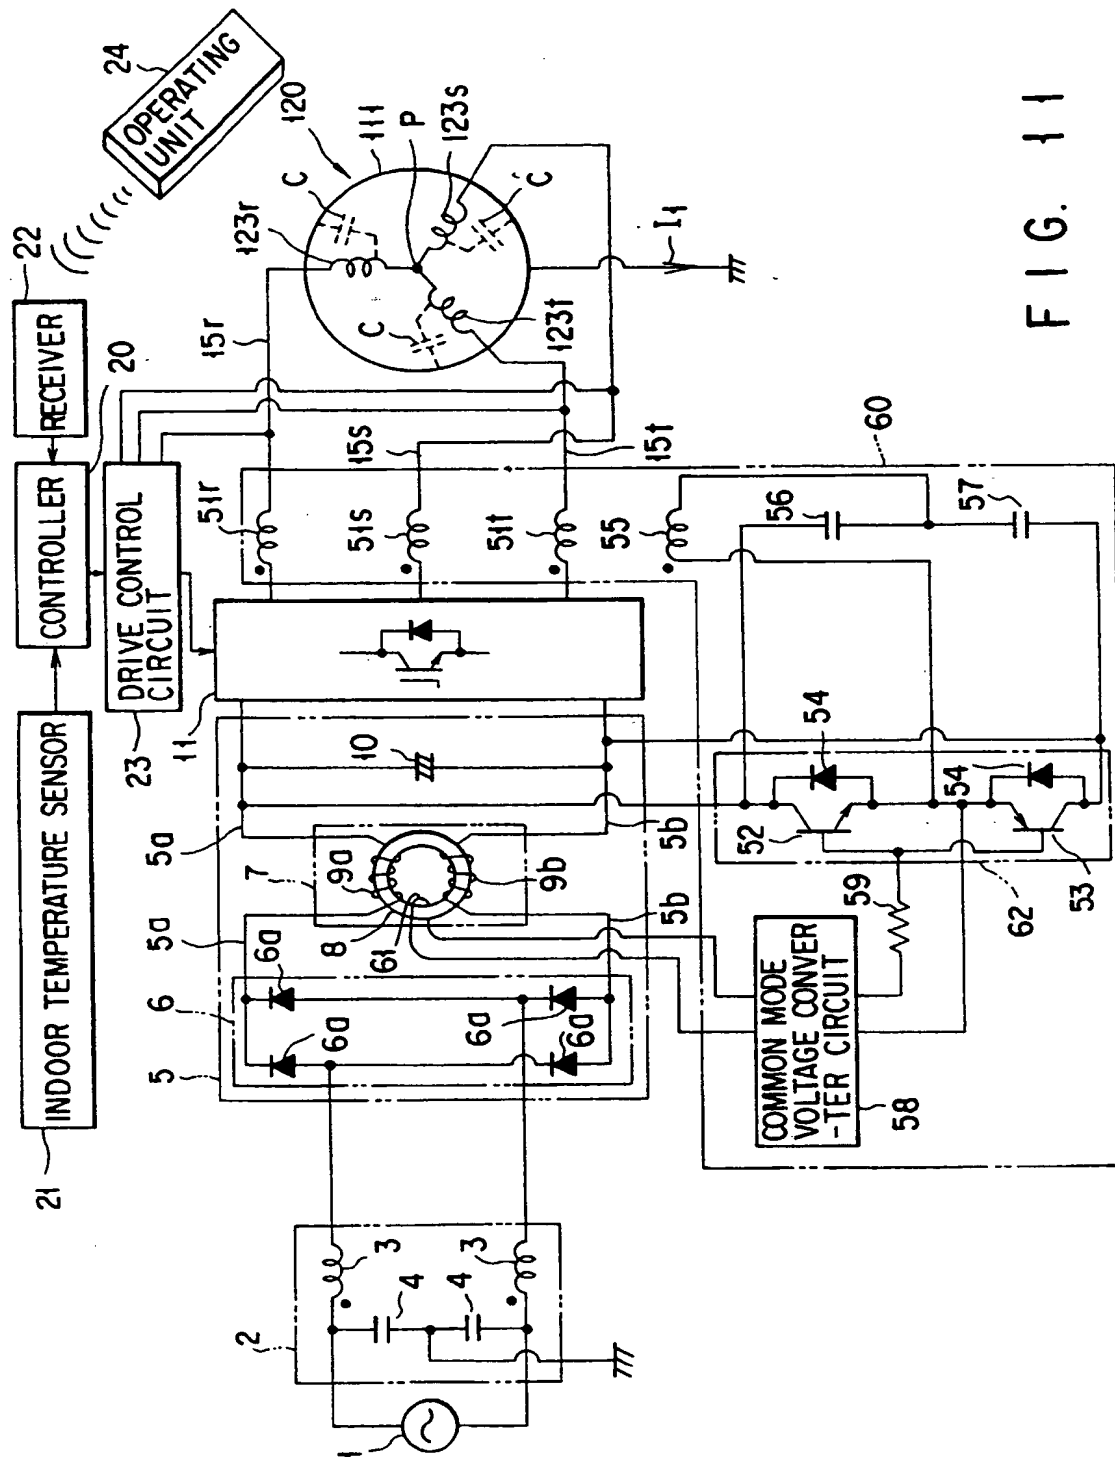 FIG. 11
24
OPERATING
UNIT
22
RECEIVER
20
CONTROLLER
INDOOR TEMPERATURE SENSOR
21
DRIVE CONTROL
CIRCUIT
23
120
111
P
123s
C
C
C
123r
123t
I1
15r
15s
15t
51r
51s
51t
55
60
56
57
11
10
5a
5a
5b
5b
7
9a
9b
8
61
6
6a
6a
6a
6a
5
54
54
52
53
62
59
COMMON MODE
VOLTAGE CONVER
-TER CIRCUIT
58
2
3
3
4
4
1